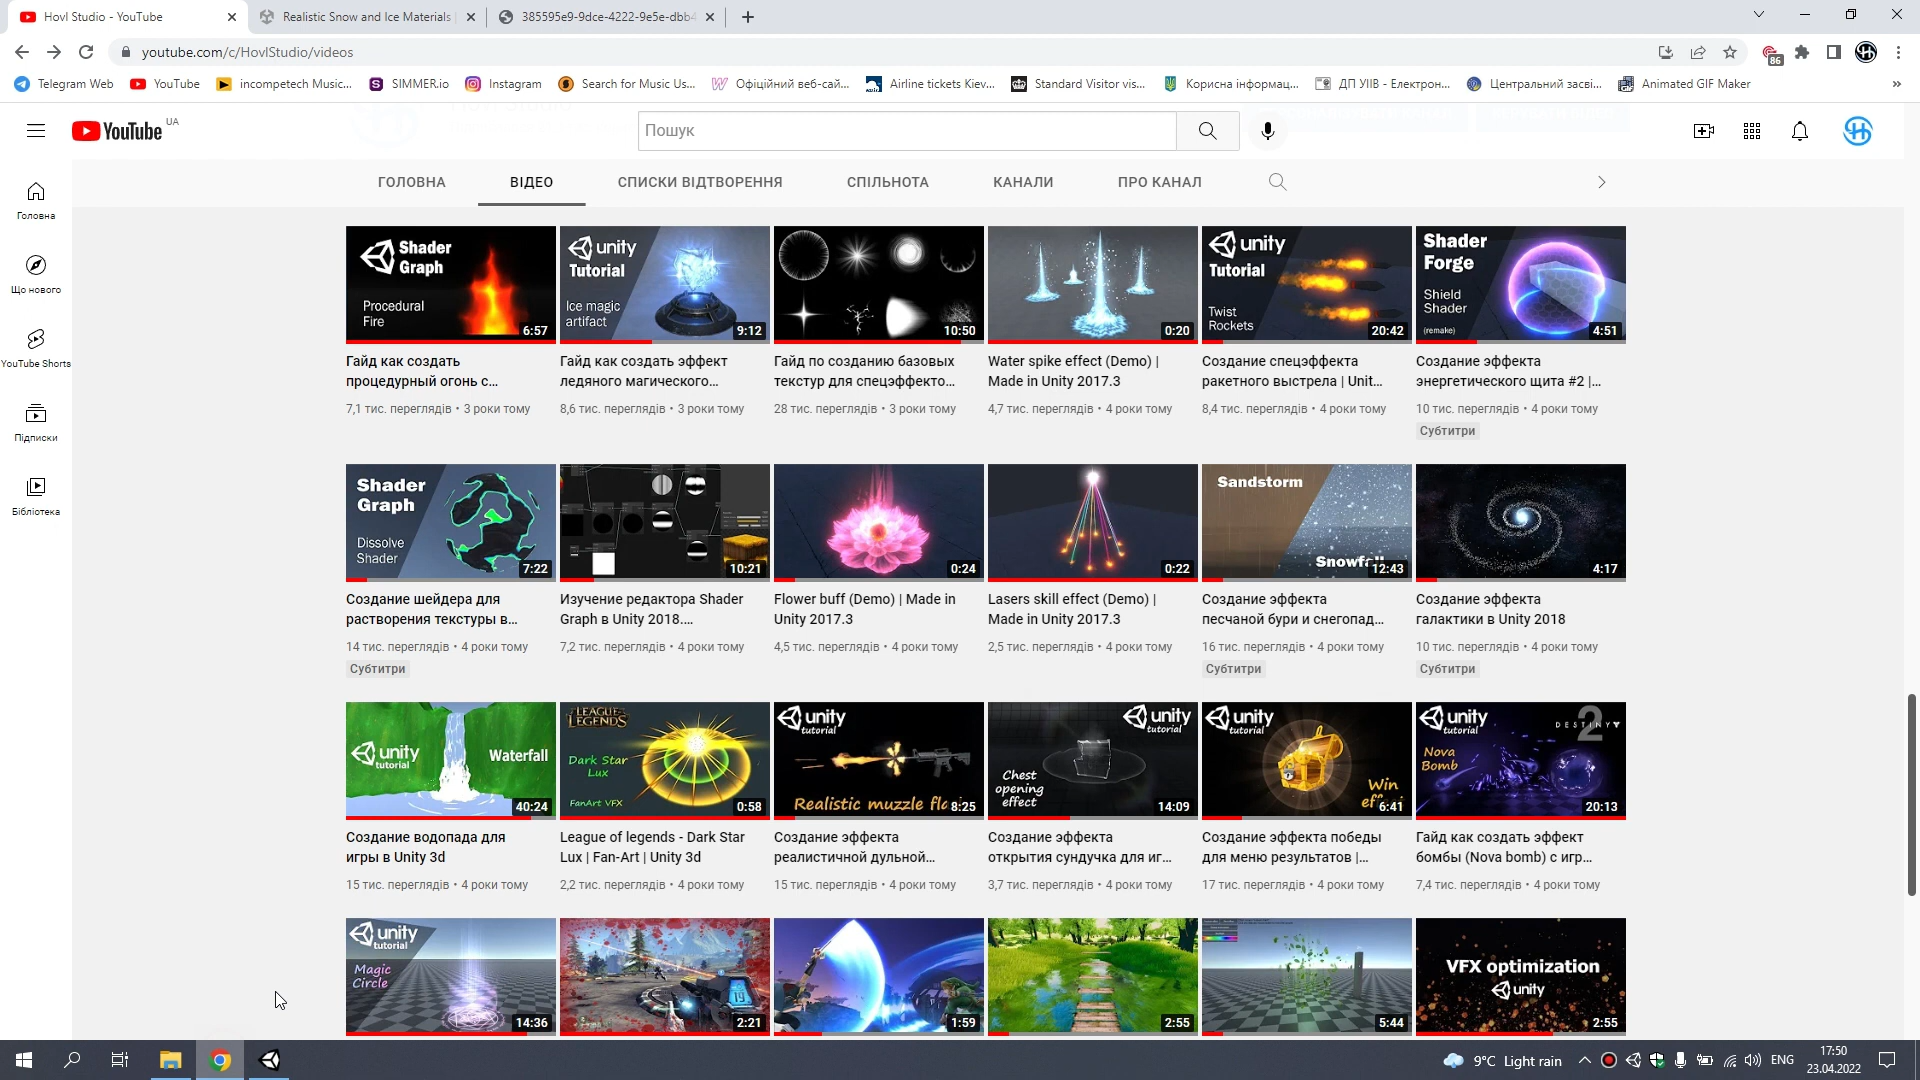 Hovl Studio - YouTube
Realistic Snow and Ice Materials
385595e9-9dce-4222-9e5e-dbb4
youtube.com/c/HovlStudio/videos
86
Telegram Web
YouTube
incompetech Music...
SIMMER.io
Instagram
Search for Music Us...
Офіційний веб-сай...
Airline tickets Kiev...
Standard Visitor vis...
Корисна інформац...
ДП УІІВ - Електрон...
Центральний засві...
Animated GIF Maker
YouTube UA
Пошук
ГОЛОВНА
ВІДЕО
СПИСКИ ВІДТВОРЕННЯ
СПІЛЬНОТА
КАНАЛИ
ПРО КАНАЛ
Головна
Що нового
YouTube Shorts
Підписки
Бібліотека
Shader
Graph
Procedural
Fire
6:57
Гайд как создать
процедурный огонь с...
7,1 тис. переглядів • 3 роки тому
unity
Tutorial
Ice magic
artifact
9:12
Гайд как создать эффект
ледяного магического...
8,6 тис. переглядів • 3 роки тому
10:50
Гайд по созданию базовых
текстур для спецэффекто...
28 тис. переглядів • 3 роки тому
0:20
Water spike effect (Demo) |
Made in Unity 2017.3
4,7 тис. переглядів • 4 роки тому
unity
Tutorial
Twist
Rockets
20:42
Создание спецэффекта
ракетного выстрела | Unit...
8,4 тис. переглядів • 4 роки тому
Shader
Forge
Shield
Shader
(remake)
4:51
Создание эффекта
энергетического щита #2 |...
10 тис. переглядів • 4 роки тому
Субтитри
Shader
Graph
Dissolve
Shader
7:22
Создание шейдера для
растворения текстуры в...
14 тис. переглядів • 4 роки тому
Субтитри
10:21
Изучение редактора Shader
Graph в Unity 2018....
7,2 тис. переглядів • 4 роки тому
0:24
Flower buff (Demo) | Made in
Unity 2017.3
4,5 тис. переглядів • 4 роки тому
0:22
Lasers skill effect (Demo) |
Made in Unity 2017.3
2,5 тис. переглядів • 4 роки тому
Sandstorm
Snowfall
12:43
Создание эффекта
песчаной бури и снегопад...
16 тис. переглядів • 4 роки тому
Субтитри
4:17
Создание эффекта
галактики в Unity 2018
10 тис. переглядів • 4 роки тому
Субтитри
unity
tutorial
Waterfall
40:24
Создание водопада для
игры в Unity 3d
15 тис. переглядів • 4 роки тому
LEAGUE of
LEGENDS
Dark Star
Lux
FanArt VFX
0:58
League of legends - Dark Star
Lux | Fan-Art | Unity 3d
2,2 тис. переглядів • 4 роки тому
unity
tutorial
Realistic muzzle fla
8:25
Создание эффекта
реалистичной дульной...
15 тис. переглядів • 4 роки тому
unity
tutorial
Chest
opening
effect
14:09
Создание эффекта
открытия сундучка для иг...
3,7 тис. переглядів • 4 роки тому
unity
tutorial
Win
eff
6:41
Создание эффекта победы
для меню результатов |...
17 тис. переглядів • 4 роки тому
unity
tutorial
DESTINY 2
Nova
Bomb
20:13
Гайд как создать эффект
бомбы (Nova bomb) с игр...
7,4 тис. переглядів • 4 роки тому
unity
tutorial
Magic
Circle
14:36
19
2:21
1:59
2:55
5:44
VFX optimization
unity
2:55
9°C Light rain
ENG
17:50
23.04.2022